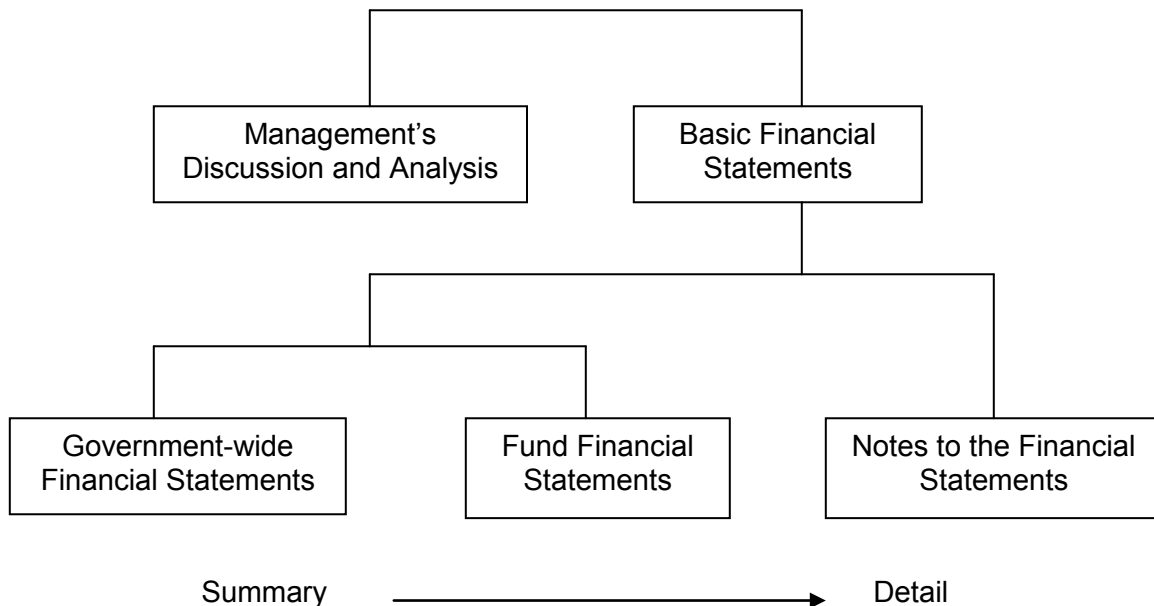 Management’s
Discussion and Analysis
Basic Financial
Statements
Government-wide
Financial Statements
Fund Financial
Statements
Notes to the Financial
Statements
Summary
Detail